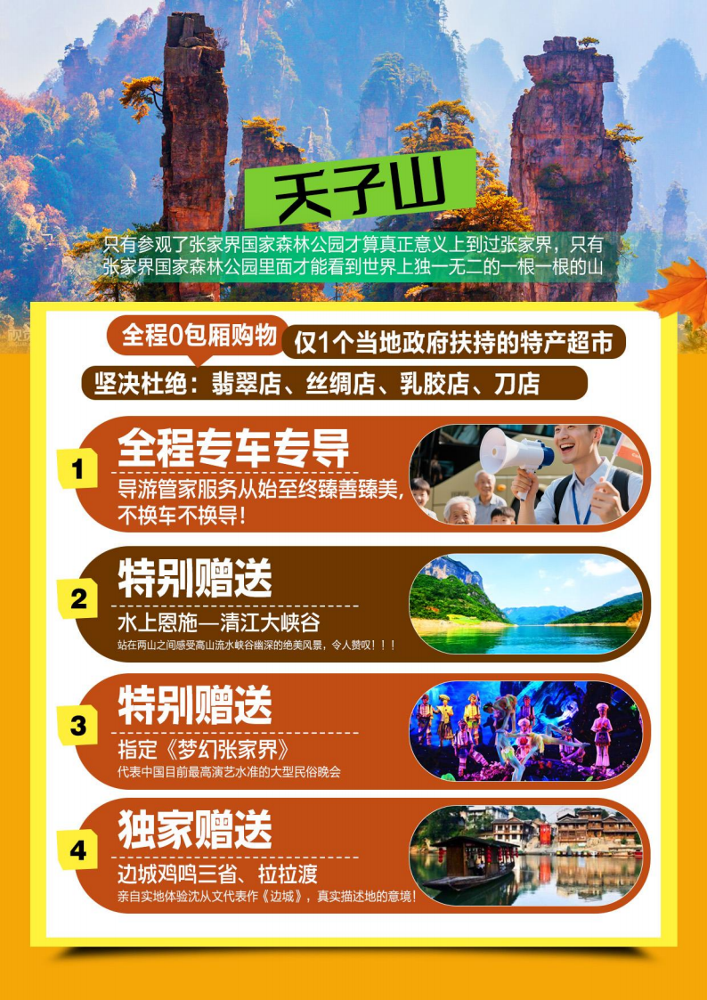 天子山
只有参观了张家界国家森林公园才算真正意义上到过张家界，只有
张家界国家森林公园里面才能看到世界上独一无二的一根一根的山
全程0包厢购物
仅1个当地政府扶持的特产超市
坚决杜绝：翡翠店、丝绸店、乳胶店、刀店
1
全程专车专导
导游管家服务从始至终臻善臻美，
不换车不换导！
2
特别赠送
水上恩施—清江大峡谷
站在两山之间感受高山流水峡谷幽深的绝美风景，令人赞叹！！！
3
特别赠送
指定《梦幻张家界》
代表中国目前最高演艺水准的大型民俗晚会
4
独家赠送
边城鸡鸣三省、拉拉渡
亲自实地体验沈从文代表作《边城》，真实描述地的意境！